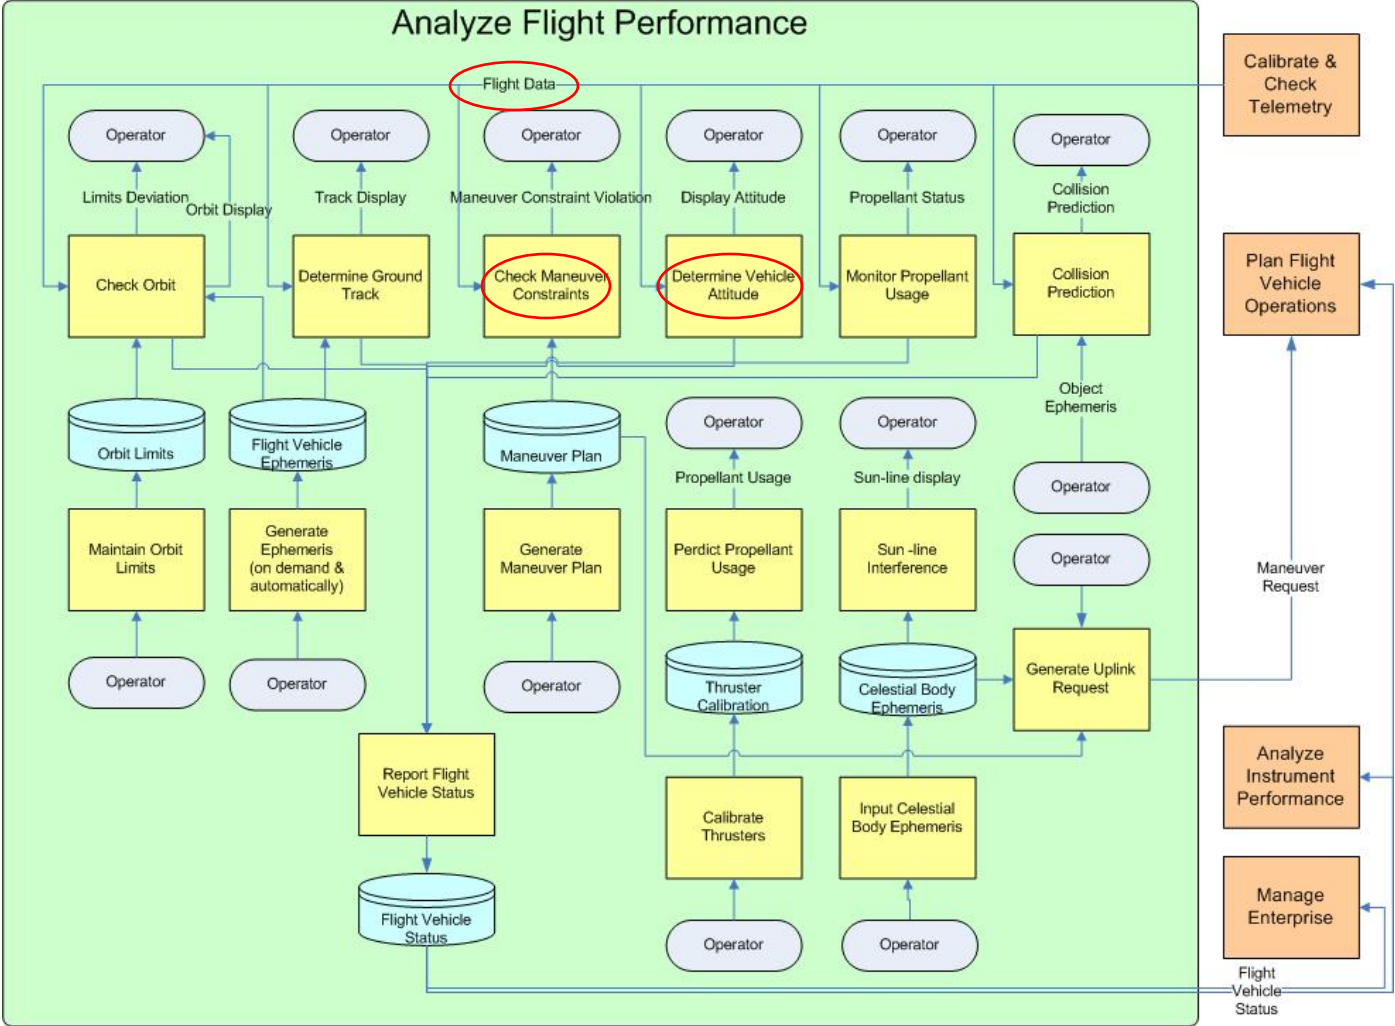 Analyze Flight Performance
Calibrate &
Check
Telemetry
Flight Data
Operator
Operator
Operator
Operator
Operator
Operator
Limits Deviation
Orbit Display
Track Display
Maneuver Constraint Violation
Display Attitude
Propellant Status
Collision
Prediction
Check Orbit
Determine Ground
Track
Check Maneuver
Constraints
Determine Vehicle
Attitude
Monitor Propellant
Usage
Collision
Prediction
Plan Flight
Vehicle
Operations
Object
Ephemeris
Orbit Limits
Flight Vehicle
Ephemeris
Maneuver Plan
Operator
Operator
Propellant Usage
Sun-line display
Operator
Maintain Orbit
Limits
Generate
Ephemeris
(on demand &
automatically)
Generate
Maneuver Plan
Perdict Propellant
Usage
Sun -line
Interference
Operator
Maneuver
Request
Operator
Operator
Operator
Thruster
Calibration
Celestial Body
Ephemeris
Generate Uplink
Request
Report Flight
Vehicle Status
Calibrate
Thrusters
Input Celestial
Body Ephemeris
Analyze
Instrument
Performance
Flight Vehicle
Status
Operator
Operator
Manage
Enterprise
Flight
Vehicle
Status